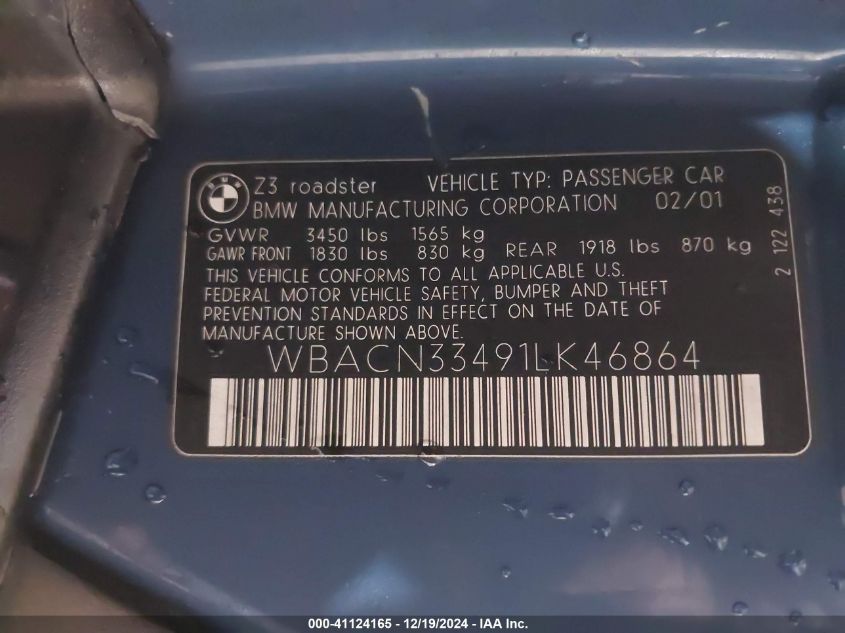 BMW
Z3 roadster VEHICLE TYP: PASSENGER CAR
BMW MANUFACTURING CORPORATION 02/01
GVWR 3450 lbs 1565 kg
GAWR FRONT 1830 lbs 830 kg REAR 1918 lbs 870 kg
THIS VEHICLE CONFORMS TO ALL APPLICABLE U.S.
FEDERAL MOTOR VEHICLE SAFETY, BUMPER AND THEFT
PREVENTION STANDARDS IN EFFECT ON THE DATE OF
MANUFACTURE SHOWN ABOVE.
WBACN33491LK46864
2 122 438
000-41124165 - 12/19/2024 - IAA Inc.